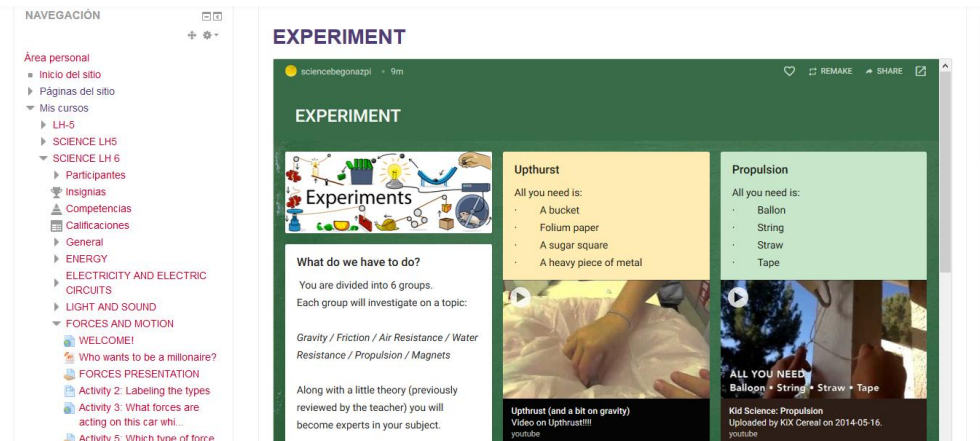 NAVEGACIÓN
Área personal
Inicio del sitio
Páginas del sitio
Mis cursos
LH-5
SCIENCE LH5
SCIENCE LH 6
Participantes
Insignias
Competencias
Calificaciones
General
ENERGY
ELECTRICITY AND ELECTRIC
CIRCUITS
LIGHT AND SOUND
FORCES AND MOTION
WELCOME!
Who wants to be a millonaire?
FORCES PRESENTATION
Activity 2: Labeling the types
Activity 3: What forces are
acting on this car whi...
Activity 5: Which type of force
EXPERIMENT
sciencebegonazpi • 9m
REMAKE
SHARE
EXPERIMENT
Experiments
What do we have to do?
You are divided into 6 groups.
Each group will investigate on a topic:
Gravity / Friction / Air Resistance / Water
Resistance / Propulsion / Magnets
Along with a little theory (previously
reviewed by the teacher) you will
become experts in your subject.
Upthurst
All you need is:
· A bucket
· Folium paper
· A sugar square
· A heavy piece of metal
Upthurst (and a bit on gravity)
Video on Upthrust!!!!
youtube
Propulsion
All you need is:
· Ballon
· String
· Straw
· Tape
ALL YOU NEED
Balloon • String • Straw • Tape
Kid Science: Propulsion
Uploaded by KiX Cereal on 2014-05-16.
youtube